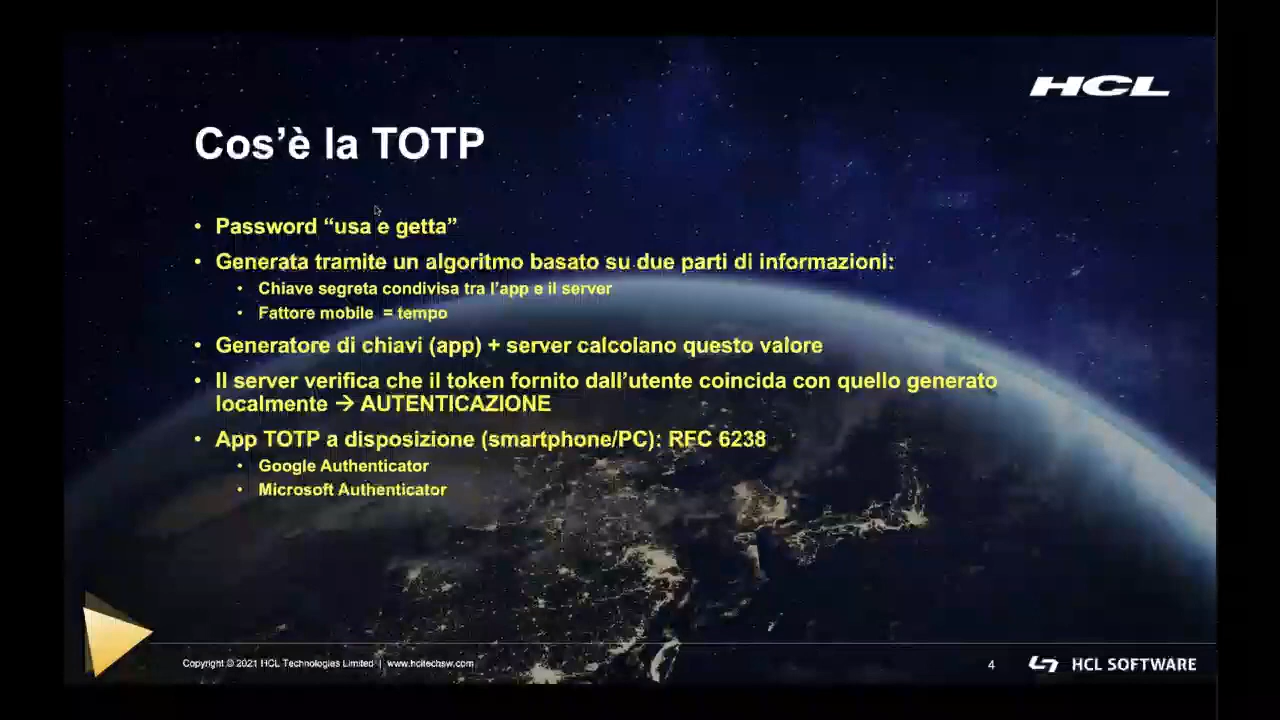 HCL
Cos'è la TOTP
• Password “usa e getta”
• Generata tramite un algoritmo basato su due parti di informazioni:
• Chiave segreta condivisa tra l'app e il server
• Fattore mobile = tempo
• Generatore di chiavi (app) + server calcolano questo valore
• Il server verifica che il token fornito dall'utente coincida con quello generato
localmente → AUTENTICAZIONE
• App TOTP a disposizione (smartphone/PC): RFC 6238
• Google Authenticator
• Microsoft Authenticator
Copyright © 2021 HCL Technologies Limited | www.hcltechsw.com
4
HCL SOFTWARE